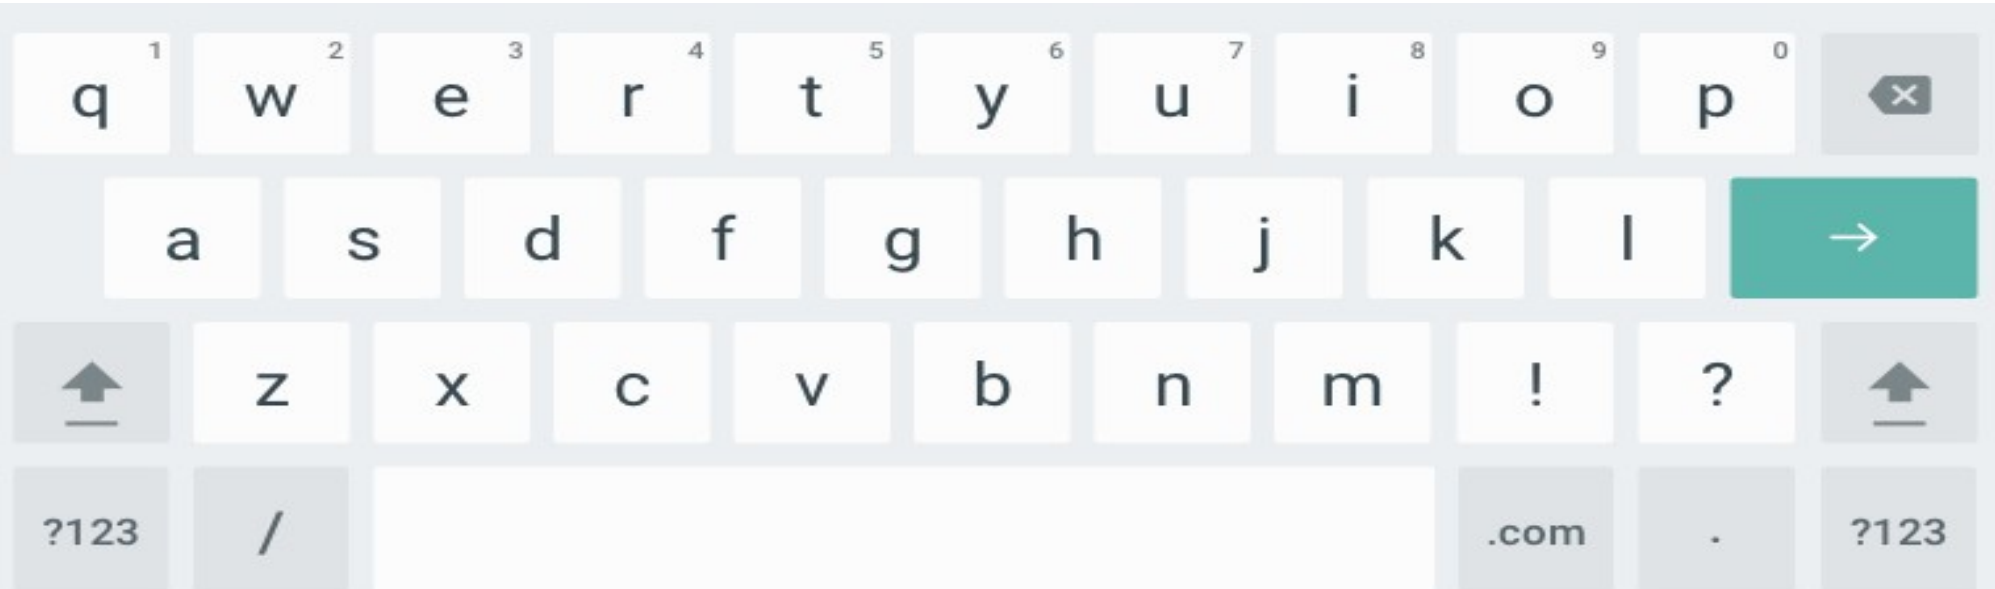 1 2 3 4 5 6 7 8 9 0
q w e r t y u i o p
a s d f g h j k l
z x c v b n m ! ?
?123 / .com . ?123